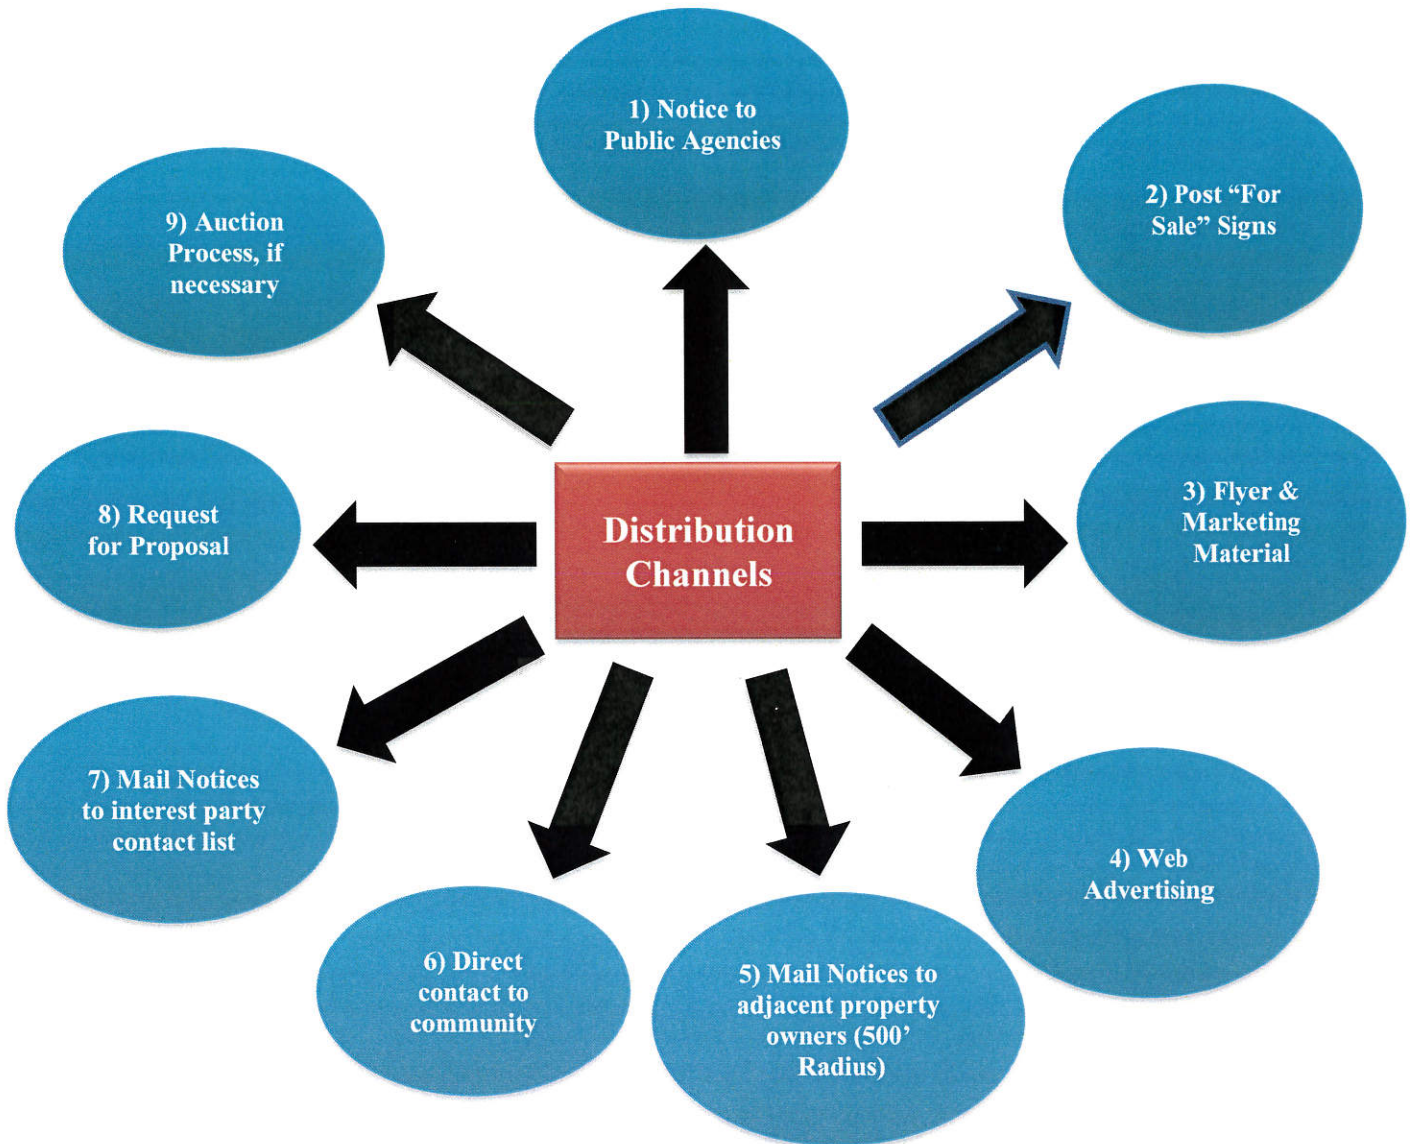 1) Notice to
Public Agencies
2) Post “For
Sale” Signs
3) Flyer &
Marketing
Material
4) Web
Advertising
5) Mail Notices to
adjacent property
owners (500’
Radius)
6) Direct
contact to
community
7) Mail Notices
to interest party
contact list
8) Request
for Proposal
9) Auction
Process, if
necessary
Distribution
Channels